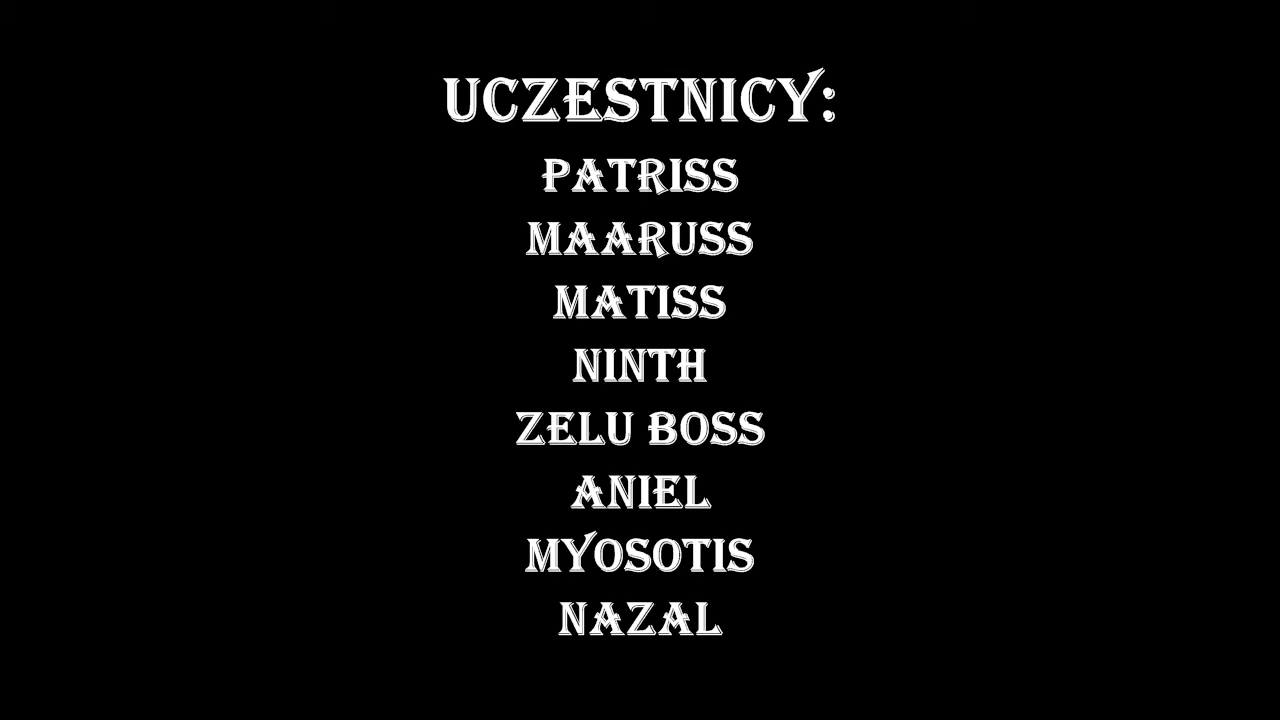 UCZESTNICY:
PATRISS
MAARUSS
MATISS
NINTH
ZELU BOSS
ANIEL
MYOSOTIS
NAZAL